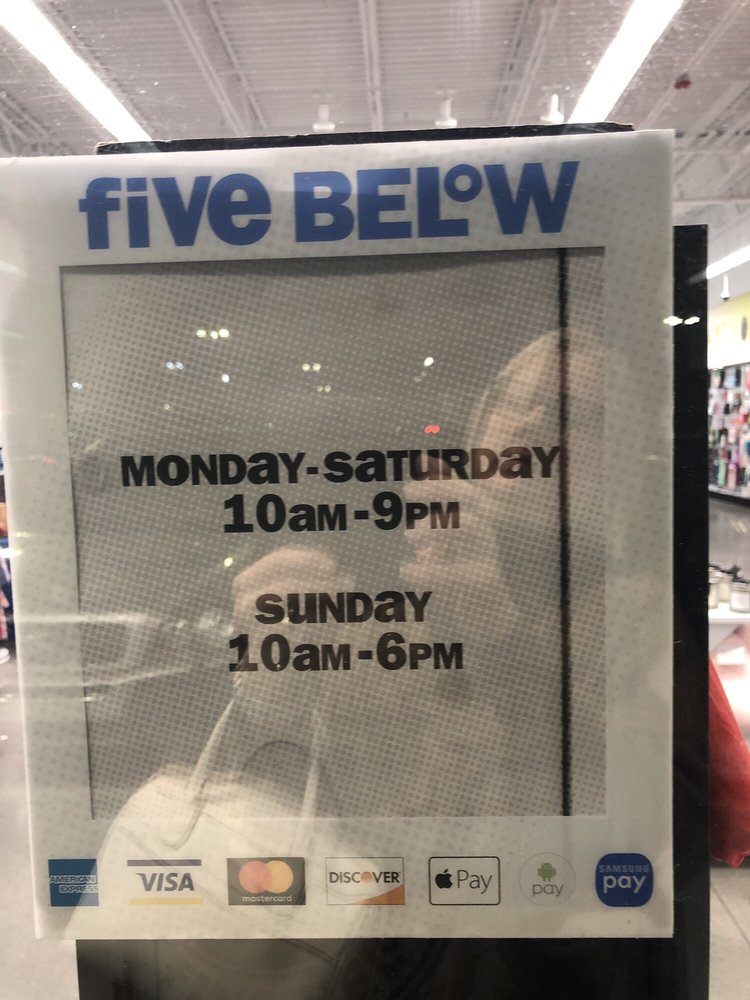 five BELOW
MONDAY-SATURDAY
10AM-9PM
SUNDAY
10AM-6PM
AMERICAN EXPRESS
VISA
mastercard
DISCOVER
Pay
pay
SAMSUNG pay